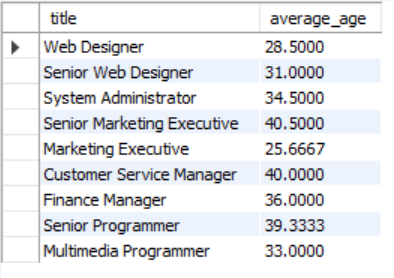 title average_age
Web Designer 28.5000
Senior Web Designer 31.0000
System Administrator 34.5000
Senior Marketing Executive 40.5000
Marketing Executive 25.6667
Customer Service Manager 40.0000
Finance Manager 36.0000
Senior Programmer 39.3333
Multimedia Programmer 33.0000